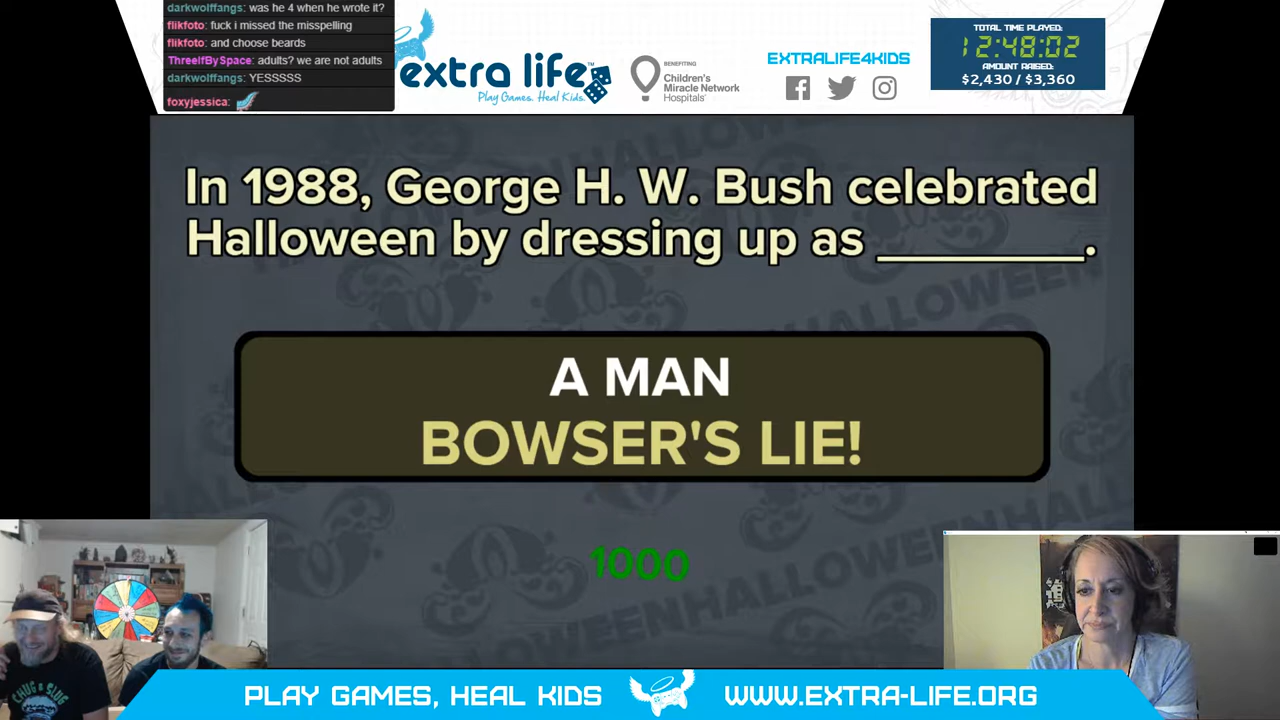 darkwolffangs: was he 4 when he wrote it?
flikfoto: fuck i missed the misspelling
flikfoto: and choose beards
ThreeIfBySpace: adults? we are not adults
darkwolffangs: YESSSSS
foxyjessica:
extra life™
Play Games. Heal Kids.
BENEFITING
Children's
Miracle Network
Hospitals
EXTRALIFE4KIDS
TOTAL TIME PLAYED:
12:48:02
AMOUNT RAISED:
$2,430 / $3,360
In 1988, George H. W. Bush celebrated
Halloween by dressing up as ________.
A MAN
BOWSER'S LIE!
1000
PLAY GAMES, HEAL KIDS
WWW.EXTRA-LIFE.ORG